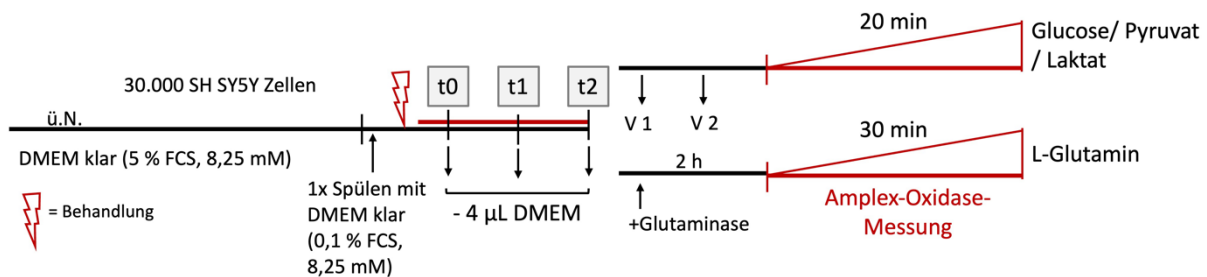 30.000 SH SY5Y Zellen
ü.N.
DMEM klar (5 % FCS, 8,25 mM)
= Behandlung
1x Spülen mit
DMEM klar
(0,1 % FCS,
8,25 mM)
t0
t1
t2
- 4 µL DMEM
V 1
V 2
20 min
Glucose/ Pyruvat
/ Laktat
2 h
+Glutaminase
30 min
L-Glutamin
Amplex-Oxidase-
Messung